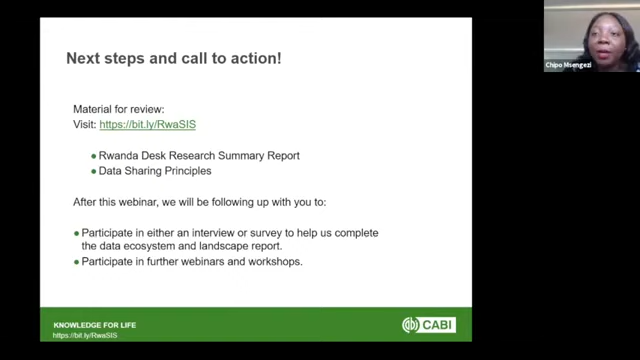 Next steps and call to action!
Material for review:
Visit: https://bit.ly/RwaSIS
● Rwanda Desk Research Summary Report
● Data Sharing Principles
After this webinar, we will be following up with you to:
● Participate in either an interview or survey to help us complete
the data ecosystem and landscape report.
● Participate in further webinars and workshops.
KNOWLEDGE FOR LIFE
https://bit.ly/RwaSIS
CABI
Chipo Msengezi